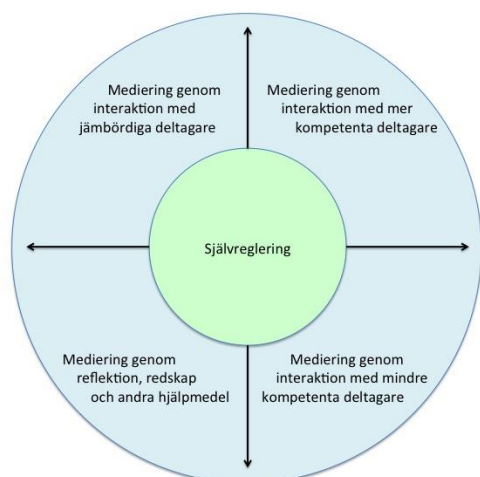 Mediering genom
interaktion med
jämbördiga deltagare
Mediering genom
interaktion med mer
kompetenta deltagare
Självreglering
Mediering genom
reflektion, redskap
och andra hjälpmedel
Mediering genom
interaktion med mindre
kompetenta deltagare